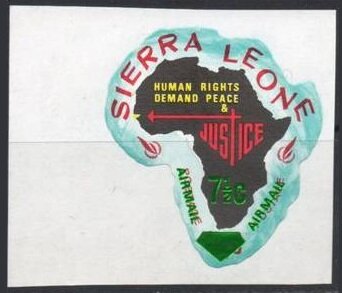 SIERRA LEONE
HUMAN RIGHTS
DEMAND PEACE
&
JUSTICE
7½C
AIRMAIL
AIRMAIL